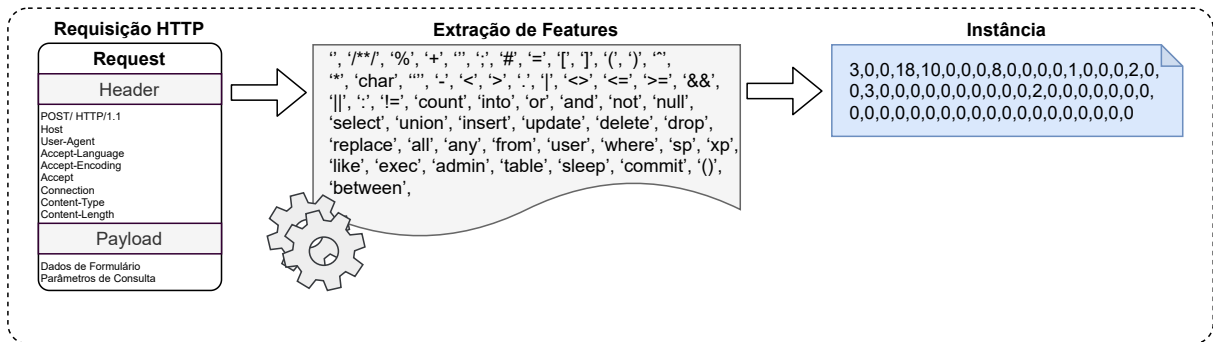 Requisição HTTP
Request
Header
POST/ HTTP/1.1
Host
User-Agent
Accept-Language
Accept-Encoding
Accept
Connection
Content-Type
Content-Length
Payload
Dados de Formulário
Parâmetros de Consulta
Extração de Features
‘’, ‘/**/’, ‘%’, ‘+’, ‘’’, ‘;’, ‘#’, ‘=’, ‘[’, ‘]’, ‘(’, ‘)’, ‘^’,
‘*’, ‘char’, ‘“’’, ‘-’, ‘<’, ‘>’, ‘.’, ‘|’, ‘<>’, ‘<=’, ‘>=’, ‘&&’,
‘||’, ‘:’, ‘!=’, ‘count’, ‘into’, ‘or’, ‘and’, ‘not’, ‘null’,
‘select’, ‘union’, ‘insert’, ‘update’, ‘delete’, ‘drop’,
‘replace’, ‘all’, ‘any’, ‘from’, ‘user’, ‘where’, ‘sp’, ‘xp’,
‘like’, ‘exec’, ‘admin’, ‘table’, ‘sleep’, ‘commit’, ‘()’,
‘between’,
Instância
3,0,0,18,10,0,0,0,8,0,0,0,0,1,0,0,0,2,0,
0,3,0,0,0,0,0,0,0,0,0,0,2,0,0,0,0,0,0,0,
0,0,0,0,0,0,0,0,0,0,0,0,0,0,0,0,0,0,0